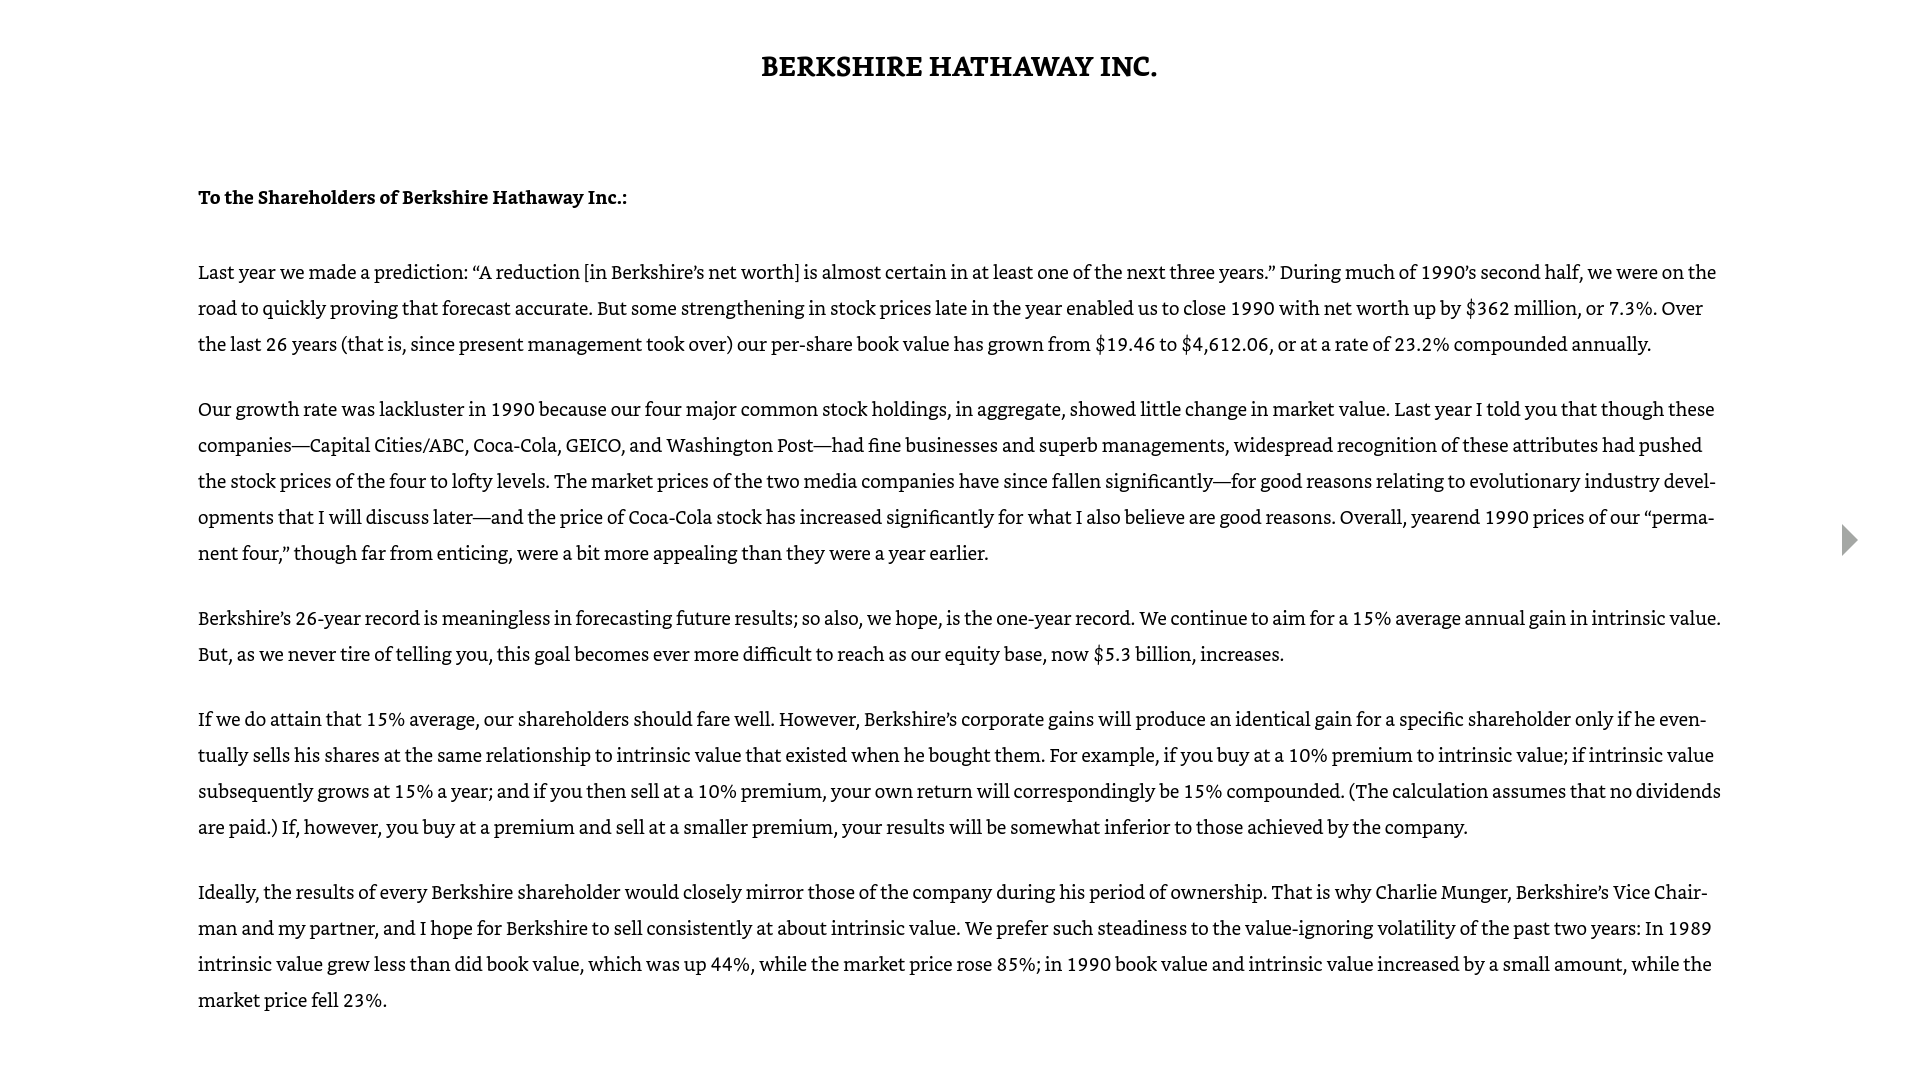 BERKSHIRE HATHAWAY INC.
To the Shareholders of Berkshire Hathaway Inc.:
Last year we made a prediction: “A reduction [in Berkshire’s net worth] is almost certain in at least one of the next three years.” During much of 1990’s second half, we were on the
road to quickly proving that forecast accurate. But some strengthening in stock prices late in the year enabled us to close 1990 with net worth up by $362 million, or 7.3%. Over
the last 26 years (that is, since present management took over) our per-share book value has grown from $19.46 to $4,612.06, or at a rate of 23.2% compounded annually.
Our growth rate was lackluster in 1990 because our four major common stock holdings, in aggregate, showed little change in market value. Last year I told you that though these
companies—Capital Cities/ABC, Coca-Cola, GEICO, and Washington Post—had fine businesses and superb managements, widespread recognition of these attributes had pushed
the stock prices of the four to lofty levels. The market prices of the two media companies have since fallen significantly—for good reasons relating to evolutionary industry devel-
opments that I will discuss later—and the price of Coca-Cola stock has increased significantly for what I also believe are good reasons. Overall, yearend 1990 prices of our “perma-
nent four,” though far from enticing, were a bit more appealing than they were a year earlier.
Berkshire’s 26-year record is meaningless in forecasting future results; so also, we hope, is the one-year record. We continue to aim for a 15% average annual gain in intrinsic value.
But, as we never tire of telling you, this goal becomes ever more difficult to reach as our equity base, now $5.3 billion, increases.
If we do attain that 15% average, our shareholders should fare well. However, Berkshire’s corporate gains will produce an identical gain for a specific shareholder only if he even-
tually sells his shares at the same relationship to intrinsic value that existed when he bought them. For example, if you buy at a 10% premium to intrinsic value; if intrinsic value
subsequently grows at 15% a year; and if you then sell at a 10% premium, your own return will correspondingly be 15% compounded. (The calculation assumes that no dividends
are paid.) If, however, you buy at a premium and sell at a smaller premium, your results will be somewhat inferior to those achieved by the company.
Ideally, the results of every Berkshire shareholder would closely mirror those of the company during his period of ownership. That is why Charlie Munger, Berkshire’s Vice Chair-
man and my partner, and I hope for Berkshire to sell consistently at about intrinsic value. We prefer such steadiness to the value-ignoring volatility of the past two years: In 1989
intrinsic value grew less than did book value, which was up 44%, while the market price rose 85%; in 1990 book value and intrinsic value increased by a small amount, while the
market price fell 23%.